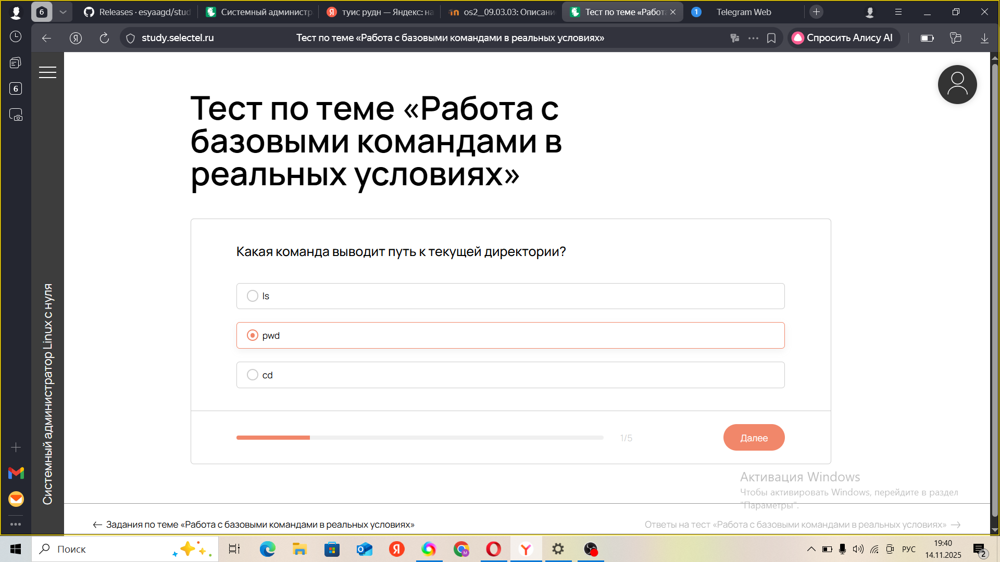 6
Releases · esyaagd/stud
Системный администр
туис рудн — Яндекс: на
os2__09.03.03: Описани
Тест по теме «Работа
1
Telegram Web
study.selectel.ru
Тест по теме «Работа с базовыми командами в реальных условиях»
Спросить Алису AI
6
Системный администратор Linux с нуля
Тест по теме «Работа с
базовыми командами в
реальных условиях»
Какая команда выводит путь к текущей директории?
ls
pwd
cd
1/5
Далее
Активация Windows
Чтобы активировать Windows, перейдите в раздел
"Параметры".
← Задания по теме «Работа с базовыми командами в реальных условиях»
Ответы на тест «Работа с базовыми командами в реальных условиях» →
Поиск
РУС
19:40
14.11.2025
2